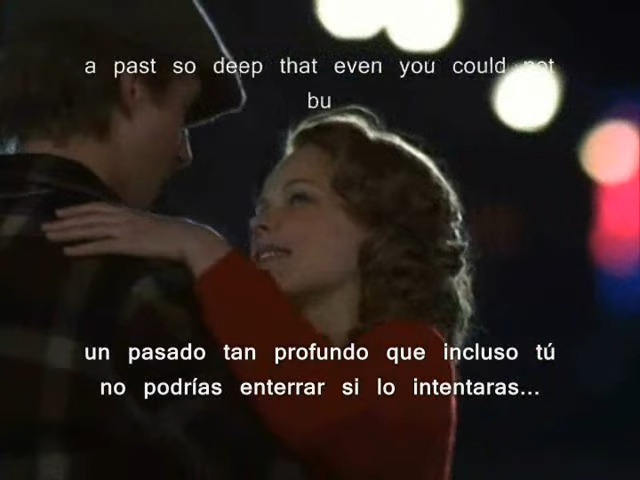 a past so deep that even you could not
bu
un pasado tan profundo que incluso tú
no podrías enterrar si lo intentaras...